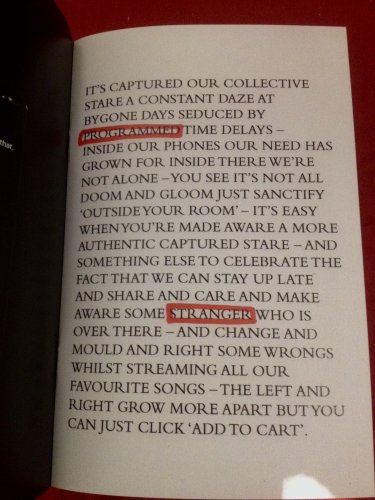 that.
IT'S CAPTURED OUR COLLECTIVE
STARE A CONSTANT DAZE AT
BYGONE DAYS SEDUCED BY
PROGRAMMED TIME DELAYS –
INSIDE OUR PHONES OUR NEED HAS
GROWN FOR INSIDE THERE WE'RE
NOT ALONE – YOU SEE IT'S NOT ALL
DOOM AND GLOOM JUST SANCTIFY
'OUTSIDE YOUR ROOM' – IT'S EASY
WHEN YOU'RE MADE AWARE A MORE
AUTHENTIC CAPTURED STARE – AND
SOMETHING ELSE TO CELEBRATE THE
FACT THAT WE CAN STAY UP LATE
AND SHARE AND CARE AND MAKE
AWARE SOME STRANGER WHO IS
OVER THERE – AND CHANGE AND
MOULD AND RIGHT SOME WRONGS
WHILST STREAMING ALL OUR
FAVOURITE SONGS – THE LEFT AND
RIGHT GROW MORE APART BUT YOU
CAN JUST CLICK 'ADD TO CART'.